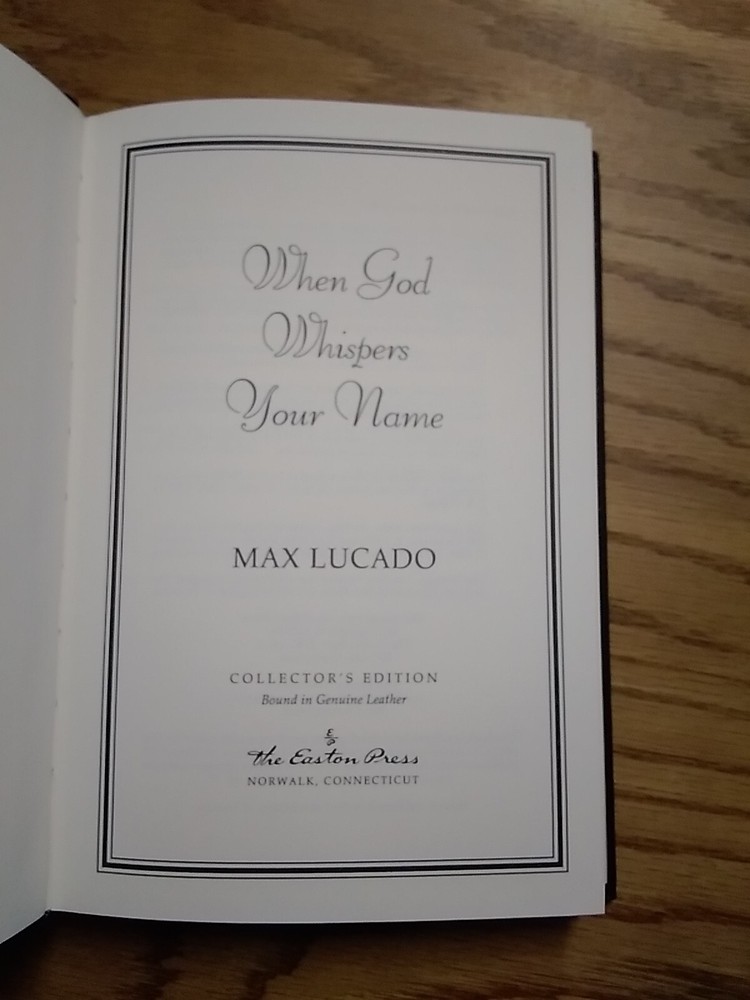 When God
Whispers
Your Name
MAX LUCADO
COLLECTOR'S EDITION
Bound in Genuine Leather
the Easton Press
NORWALK, CONNECTICUT